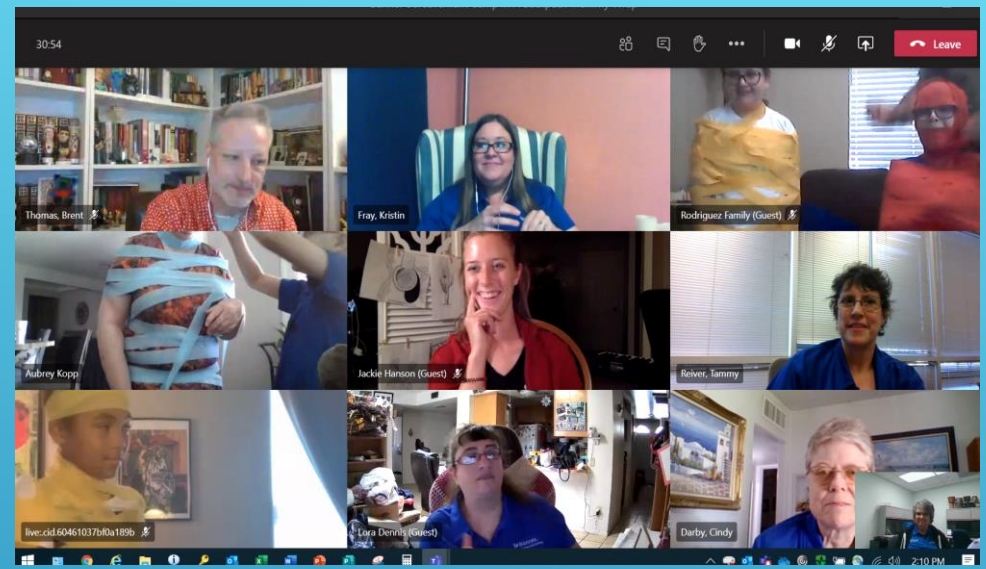 30:54
Leave
Thomas, Brent
Fray, Kristin
Rodriguez Family (Guest)
Aubrey Kopp
Jackie Hanson (Guest)
Reiver, Tammy
live:cid.60461037bf0a189b
Lora Dennis (Guest)
Darby, Cindy
2:10 PM